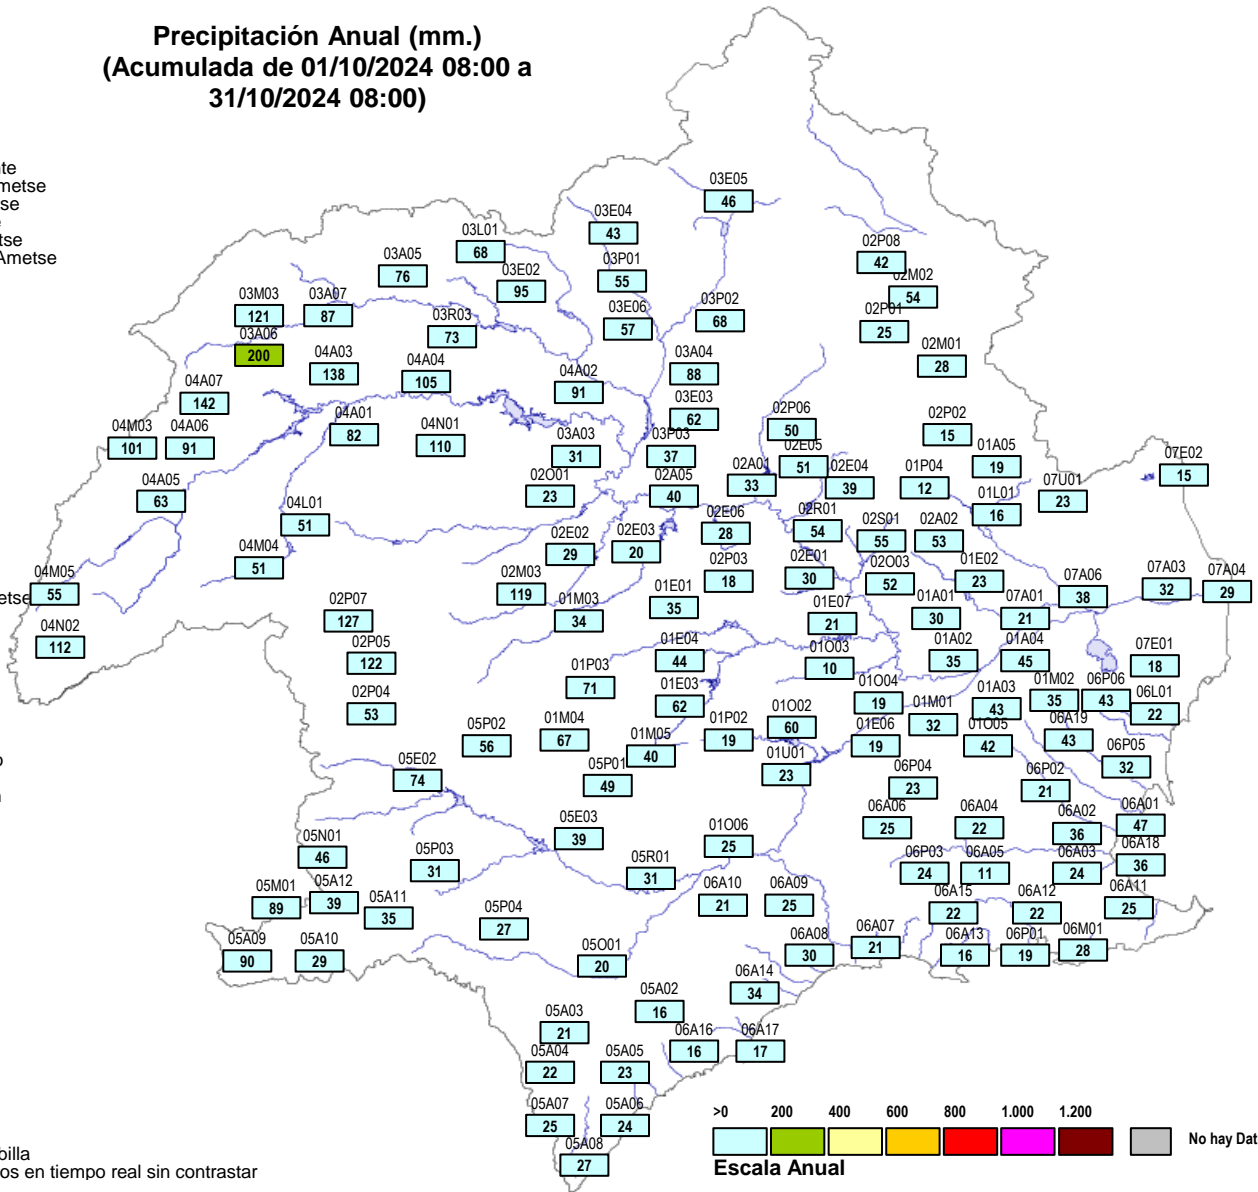 Precipitación Anual (mm.)
(Acumulada de 01/10/2024 08:00 a
31/10/2024 08:00)
03E05
46
03E04
43
03L01
68
03A05
76
03E02
95
03P01
55
02P08
42
02M02
54
03M03
121
03A07
87
03R03
73
03E06
57
03P02
68
02P01
25
03A06
200
04A03
138
04A04
105
04A02
91
03A04
88
02M01
28
04A07
142
03E03
62
04M03
101
04A06
91
04A01
82
04N01
110
03A03
31
03P03
37
02P06
50
02P02
15
02E05
51
01A05
19
07E02
15
04A05
63
02O01
23
02A05
40
02A01
33
02E04
39
01P04
12
07U01
23
04L01
51
01L01
16
02E06
28
02R01
54
02S01
55
02A02
53
04M04
51
02E02
29
02E03
20
04M05
55
02M03
119
02P03
18
02E01
30
02O03
52
01E02
23
07A06
38
07A03
32
07A04
29
02P07
127
01M03
34
01E01
35
01E07
21
01A01
30
07A01
21
04N02
112
02P05
122
01E04
44
01O03
10
01A02
35
01A04
45
07E01
18
02P04
53
01P03
71
01E03
62
01O04
19
01A03
43
01M02
35
06P06
43
06L01
22
05P02
56
01M04
67
01M05
40
01P02
19
01O02
60
01E06
19
01M01
32
01O05
42
06A19
43
05E02
74
05P01
49
01U01
23
06P04
23
06P02
21
06P05
32
05N01
46
05E03
39
01O06
25
06A06
25
06A04
22
06A02
36
06A01
47
05P03
31
05R01
31
06P03
24
06A05
11
06A03
24
06A18
36
05M01
89
05A12
39
05A11
35
06A10
21
06A09
25
06A15
22
06A12
22
06A11
25
05A09
90
05A10
29
05P04
27
05O01
20
06A08
30
06A07
21
06A13
16
06P01
19
06M01
28
05A02
16
06A14
34
05A03
21
06A16
16
06A17
17
05A04
22
05A05
23
05A07
25
05A06
24
05A08
27
>0 200 400 600 800 1.000 1.200
No hay Dat
Escala Anual
nte
metse
tse
e
tse
Ametse
etse
o
n
billa
os en tiempo real sin contrastar